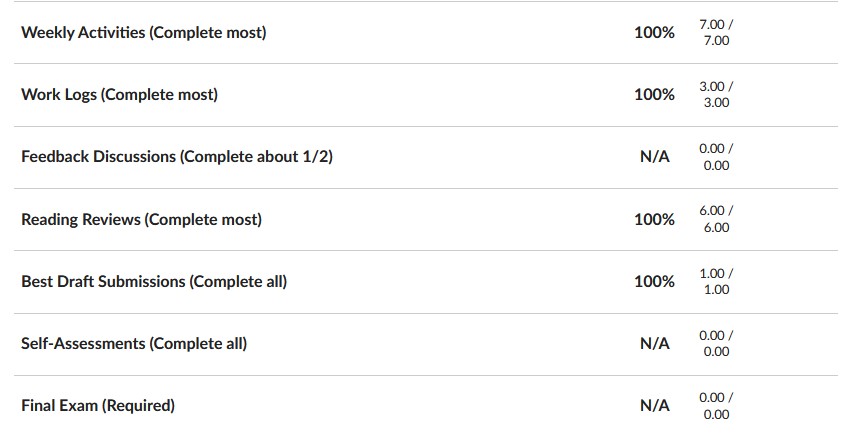 Weekly Activities (Complete most) 100% 7.00 /
7.00
Work Logs (Complete most) 100% 3.00 /
3.00
Feedback Discussions (Complete about 1/2) N/A 0.00 /
0.00
Reading Reviews (Complete most) 100% 6.00 /
6.00
Best Draft Submissions (Complete all) 100% 1.00 /
1.00
Self-Assessments (Complete all) N/A 0.00 /
0.00
Final Exam (Required) N/A 0.00 /
0.00